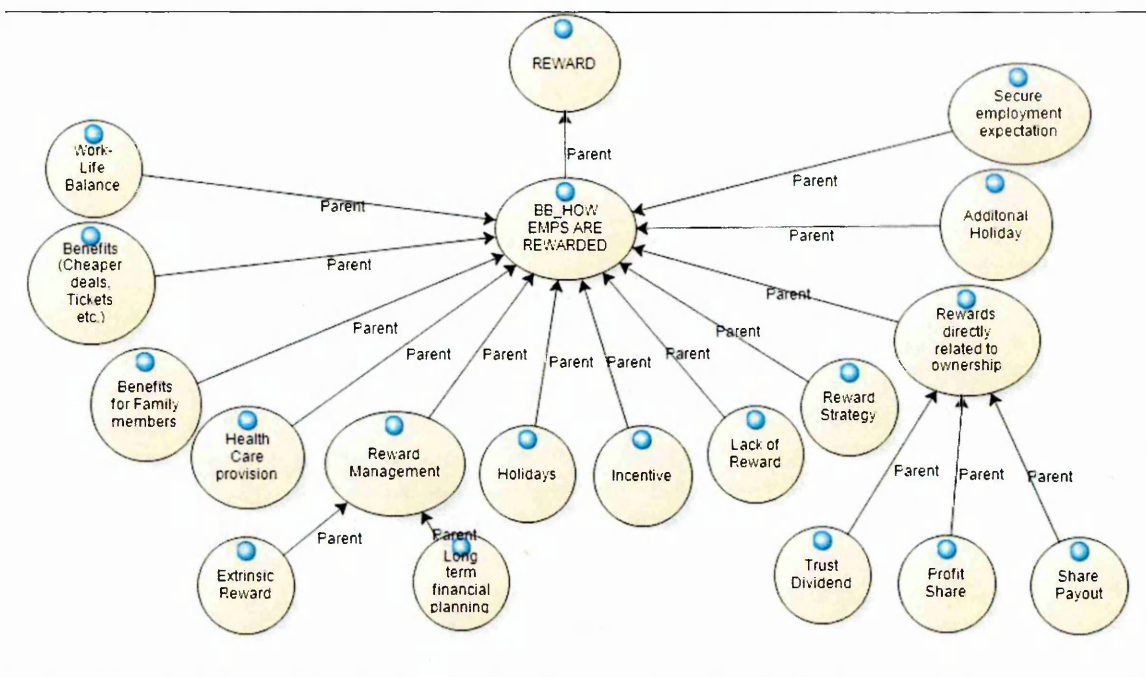 REWARD
Parent
Secure
employment
expectation
Parent
Work-
Life
Balance
Parent
BB_HOW
EMPS ARE
REWARDED
Additonal
Holiday
Parent
Benefits
(Cheaper
deals,
Tickets
etc.)
Parent
Parent
Rewards
directly
related to
ownership
Benefits
for Family
members
Parent
Health
Care
provision
Parent
Reward
Management
Parent
Holidays
Parent
Incentive
Parent
Lack of
Reward
Parent
Reward
Strategy
Parent
Extrinsic
Reward
Parent
Long
term
financial
planning
Parent
Trust
Dividend
Parent
Profit
Share
Parent
Share
Payout
Parent